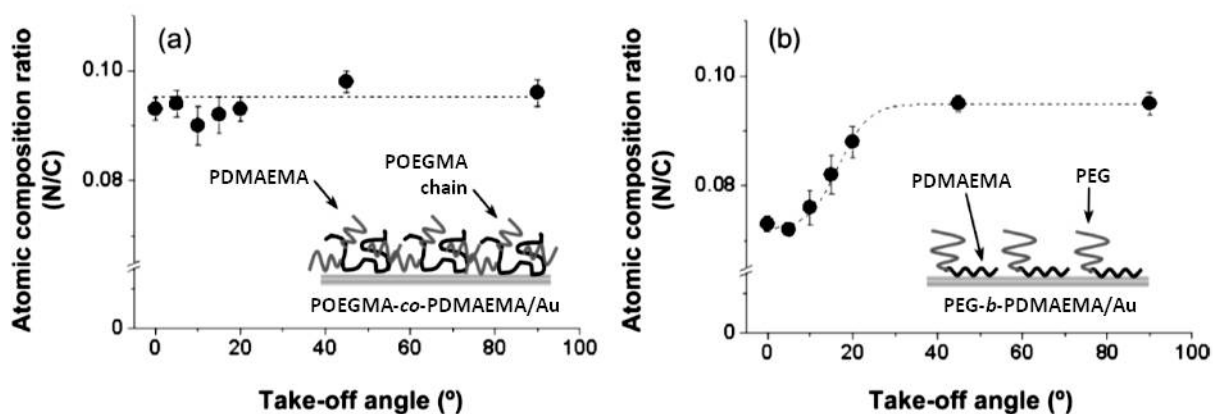 (a)
Atomic composition ratio
(N/C)
0.10
0.08
0
PDMAEMA
POEGMA
chain
POEGMA-co-PDMAEMA/Au
0 20 40 60 80 100
Take-off angle (º)
(b)
Atomic composition ratio
(N/C)
0.10
0.08
0
PDMAEMA
PEG
PEG-b-PDMAEMA/Au
0 20 40 60 80 100
Take-off angle (º)